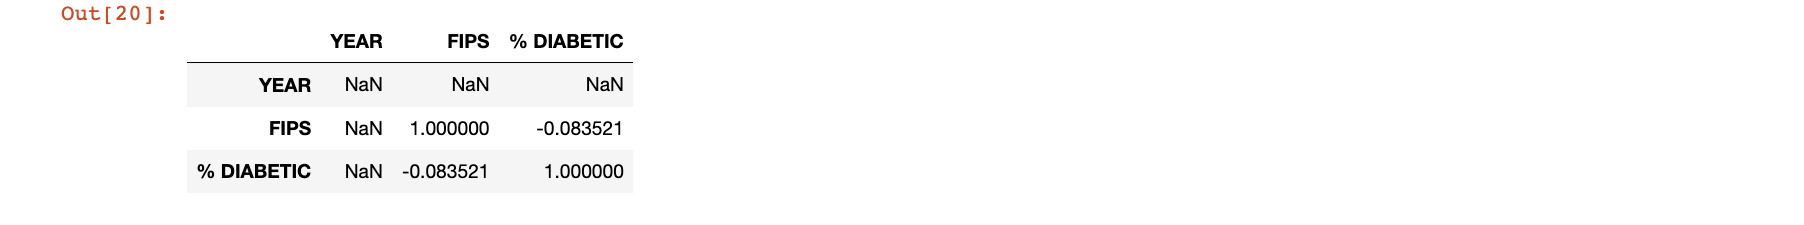 Out[20]:
YEAR FIPS % DIABETIC
YEAR NaN NaN NaN
FIPS NaN 1.000000 -0.083521
% DIABETIC NaN -0.083521 1.000000